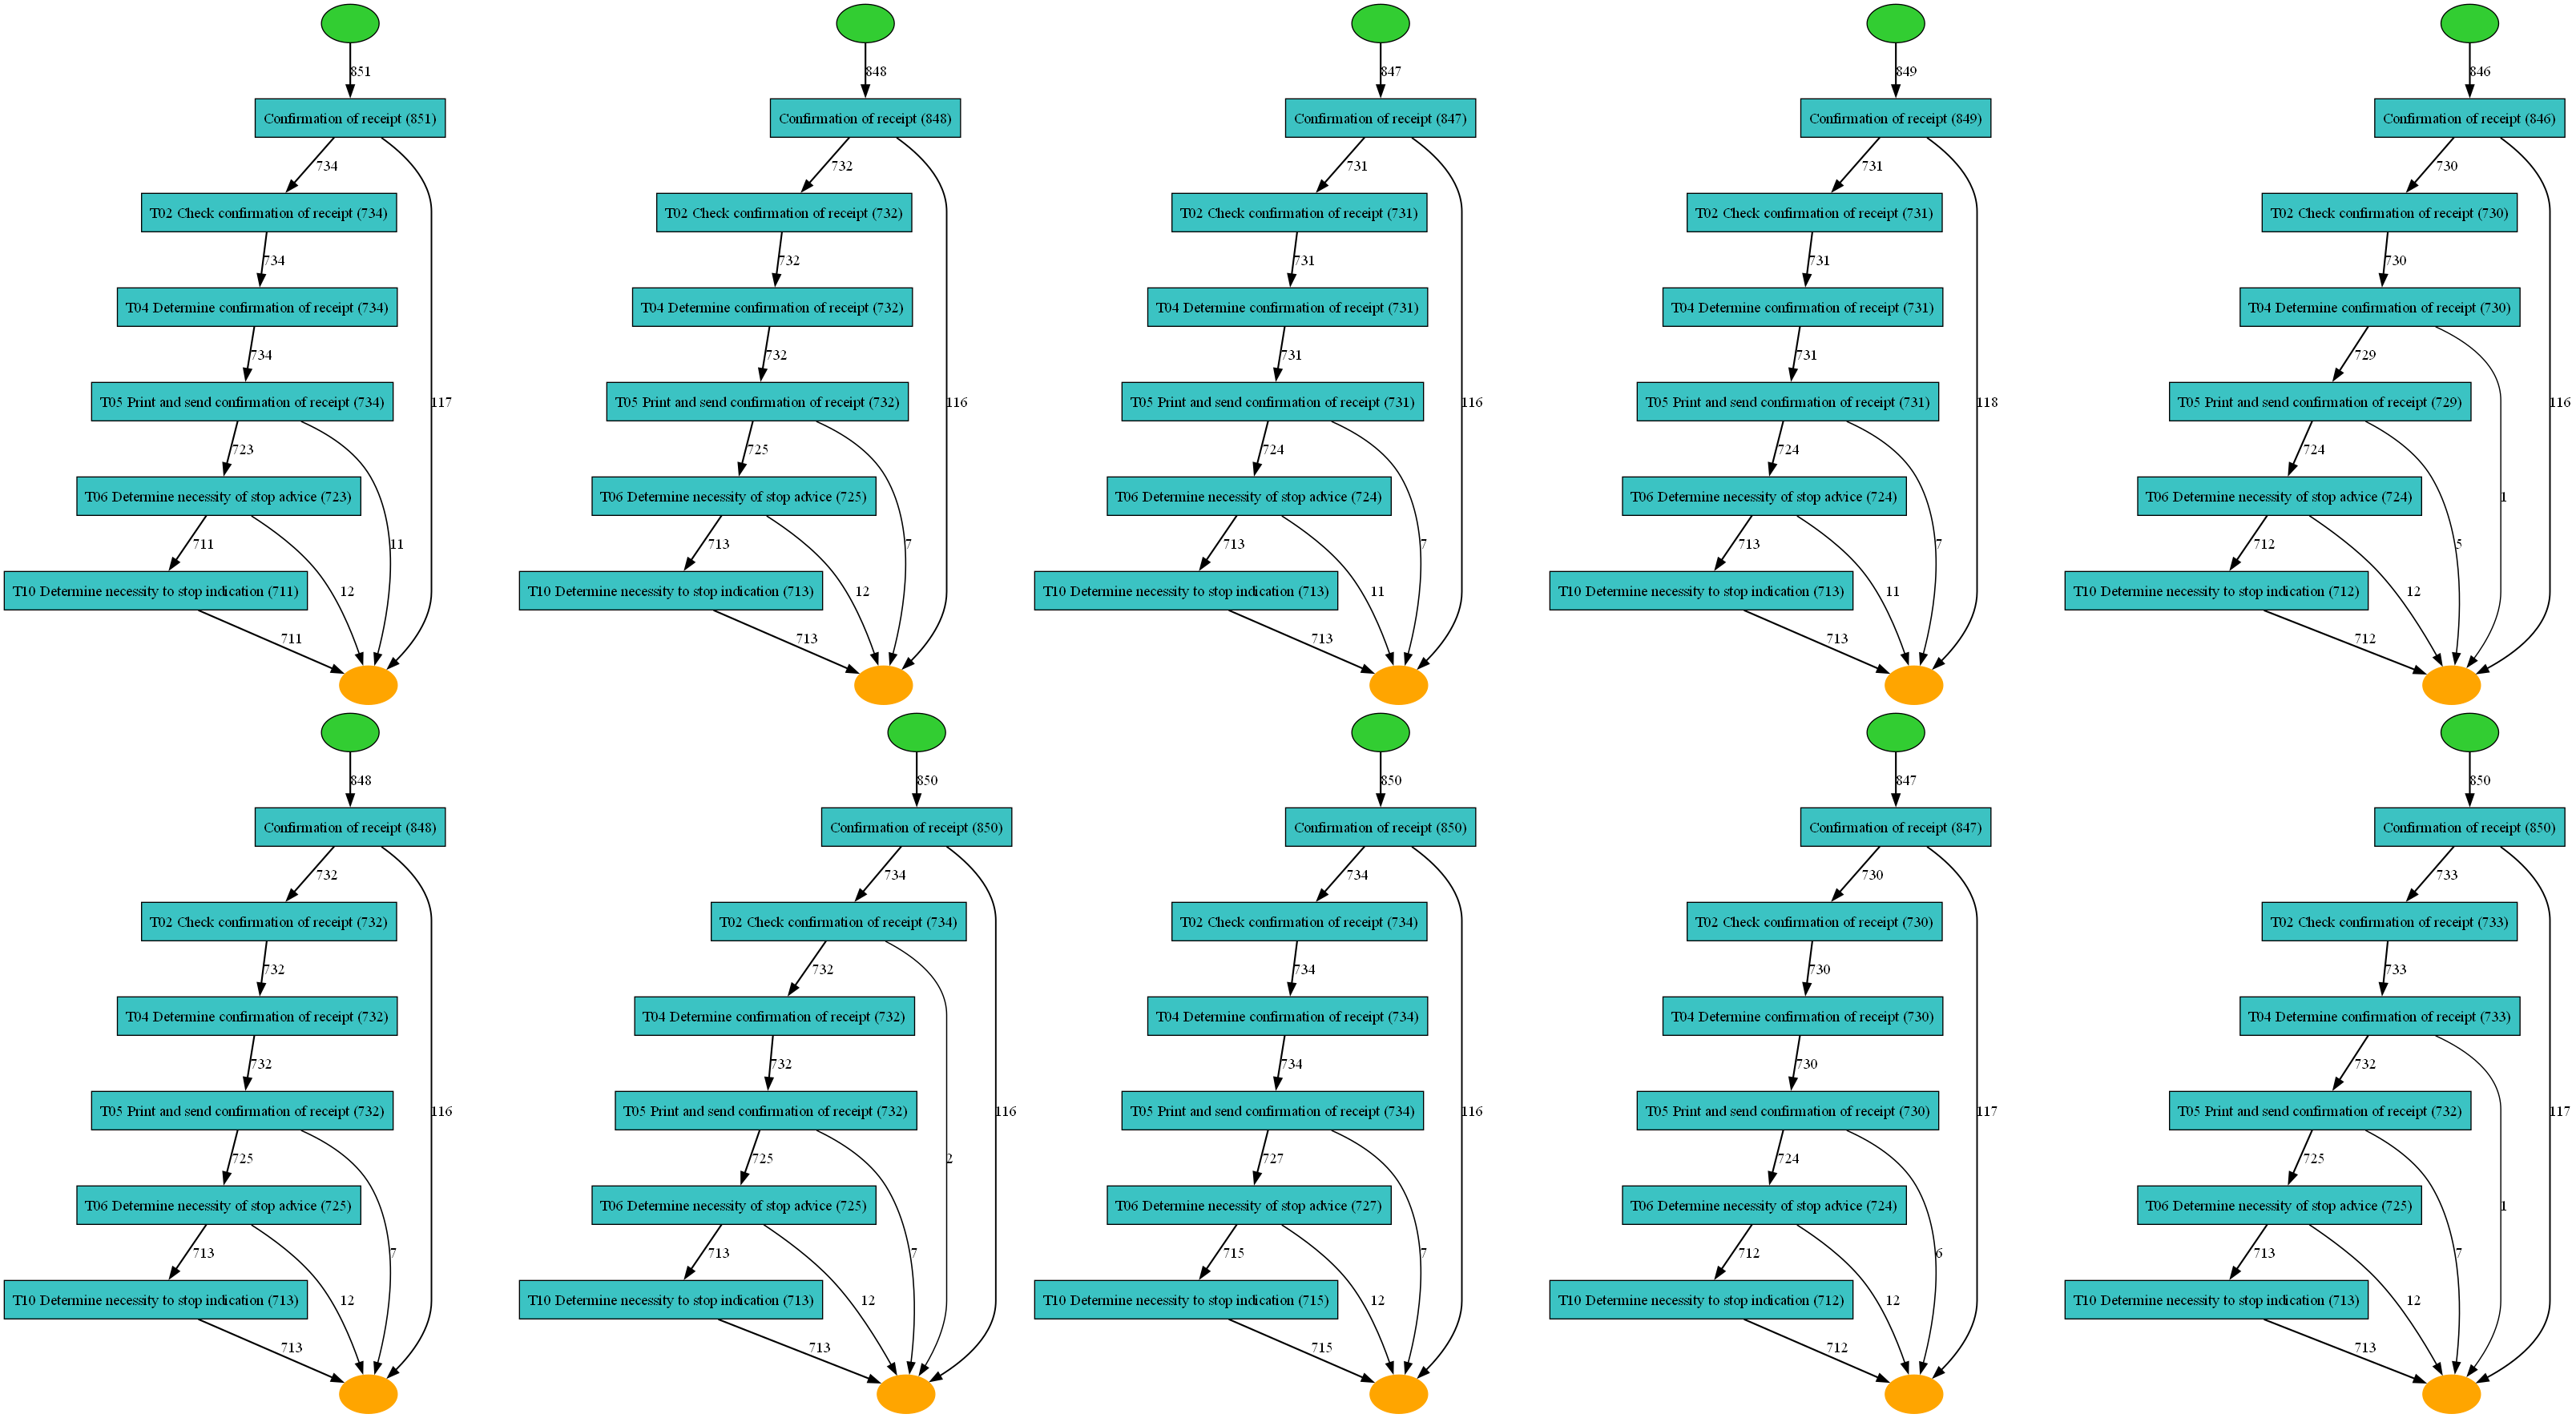 851
Confirmation of receipt (851)
734
T02 Check confirmation of receipt (734)
734
T04 Determine confirmation of receipt (734)
734
T05 Print and send confirmation of receipt (734)
117
723
T06 Determine necessity of stop advice (723)
711
11
T10 Determine necessity to stop indication (711)
12
711
848
Confirmation of receipt (848)
732
T02 Check confirmation of receipt (732)
732
T04 Determine confirmation of receipt (732)
732
T05 Print and send confirmation of receipt (732)
116
725
T06 Determine necessity of stop advice (725)
713
7
T10 Determine necessity to stop indication (713)
12
713
847
Confirmation of receipt (847)
731
T02 Check confirmation of receipt (731)
731
T04 Determine confirmation of receipt (731)
731
T05 Print and send confirmation of receipt (731)
116
724
T06 Determine necessity of stop advice (724)
713
7
T10 Determine necessity to stop indication (713)
11
713
849
Confirmation of receipt (849)
731
T02 Check confirmation of receipt (731)
731
T04 Determine confirmation of receipt (731)
731
T05 Print and send confirmation of receipt (731)
118
724
T06 Determine necessity of stop advice (724)
713
7
T10 Determine necessity to stop indication (713)
11
713
846
Confirmation of receipt (846)
730
T02 Check confirmation of receipt (730)
730
T04 Determine confirmation of receipt (730)
729
T05 Print and send confirmation of receipt (729)
116
724
T06 Determine necessity of stop advice (724)
1
712
5
T10 Determine necessity to stop indication (712)
12
712
848
Confirmation of receipt (848)
732
T02 Check confirmation of receipt (732)
732
T04 Determine confirmation of receipt (732)
732
T05 Print and send confirmation of receipt (732)
116
725
T06 Determine necessity of stop advice (725)
713
7
T10 Determine necessity to stop indication (713)
12
713
850
Confirmation of receipt (850)
734
T02 Check confirmation of receipt (734)
732
T04 Determine confirmation of receipt (732)
732
T05 Print and send confirmation of receipt (732)
116
725
2
T06 Determine necessity of stop advice (725)
713
7
T10 Determine necessity to stop indication (713)
12
713
850
Confirmation of receipt (850)
734
T02 Check confirmation of receipt (734)
734
T04 Determine confirmation of receipt (734)
734
T05 Print and send confirmation of receipt (734)
116
727
T06 Determine necessity of stop advice (727)
715
7
T10 Determine necessity to stop indication (715)
12
715
847
Confirmation of receipt (847)
730
T02 Check confirmation of receipt (730)
730
T04 Determine confirmation of receipt (730)
730
T05 Print and send confirmation of receipt (730)
117
724
T06 Determine necessity of stop advice (724)
712
6
T10 Determine necessity to stop indication (712)
12
712
850
Confirmation of receipt (850)
733
T02 Check confirmation of receipt (733)
733
T04 Determine confirmation of receipt (733)
732
T05 Print and send confirmation of receipt (732)
117
725
T06 Determine necessity of stop advice (725)
1
713
7
T10 Determine necessity to stop indication (713)
12
713